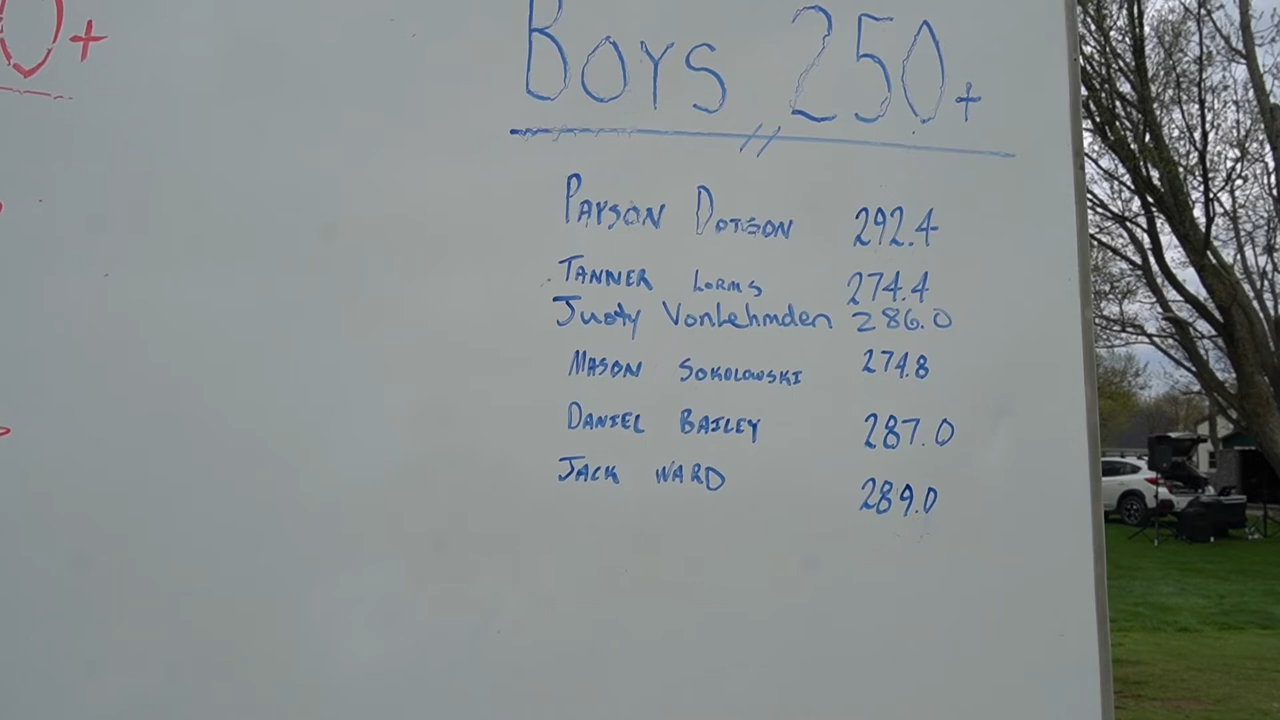 0+
BOYS 250+
PAYSON DOTSON 292.4
TANNER LORMS 274.4
Justy VonLehmden 286.0
MASON SOKOLOWSKI 274.8
DANIEL BAILEY 287.0
JACK WARD 289.0